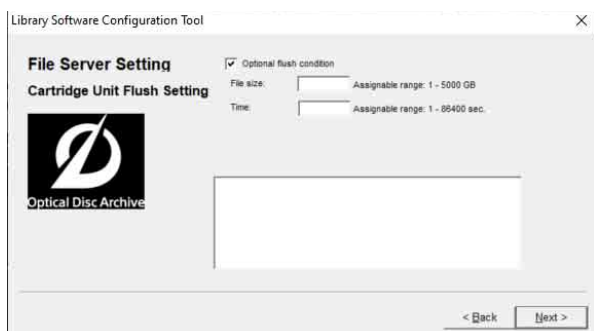 Library Software Configuration Tool
File Server Setting
Cartridge Unit Flush Setting
Optional flush condition
File size: Assignable range: 1 - 5000 GB
Time: Assignable range: 1 - 86400 sec.
Optical Disc Archive
< Back Next >